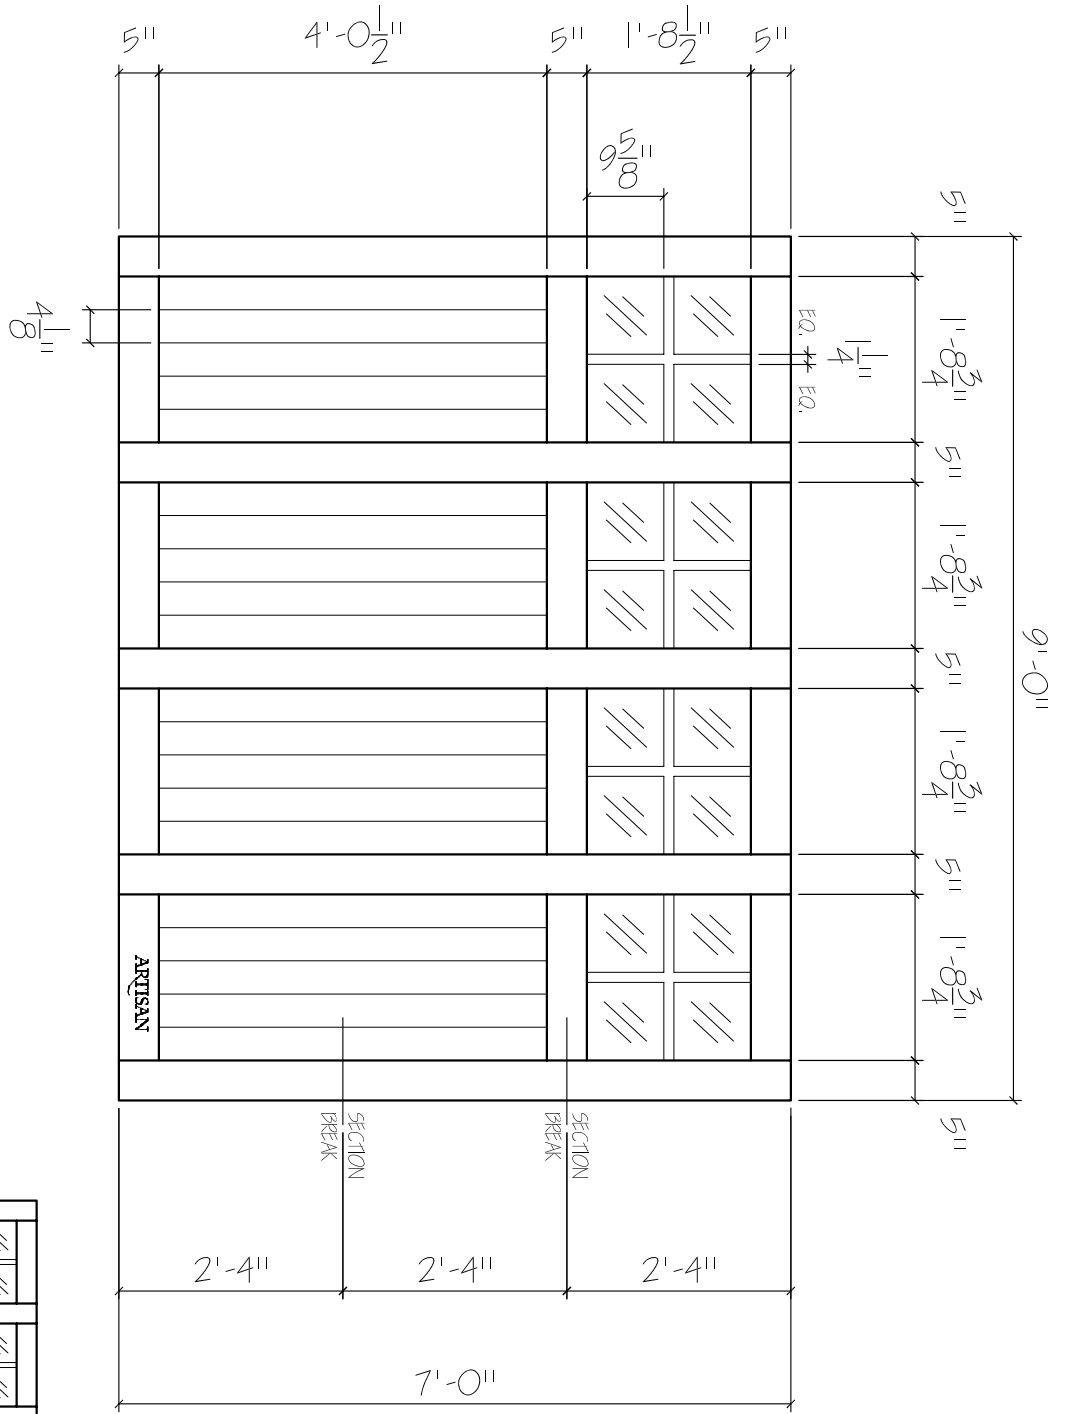 5" 4'-0 1/2" 5" 1'-8 1/2" 5"
9 5/8"
5"
1'-8 3/4"
5"
1'-8 3/4"
5"
1'-8 3/4"
5"
1'-8 3/4"
5"
9'-0"
EQ.
1 1/4"
EQ.
4 1/8"
ARTISAN
SECTION
BREAK
SECTION
BREAK
2'-4" 2'-4" 2'-4"
7'-0"